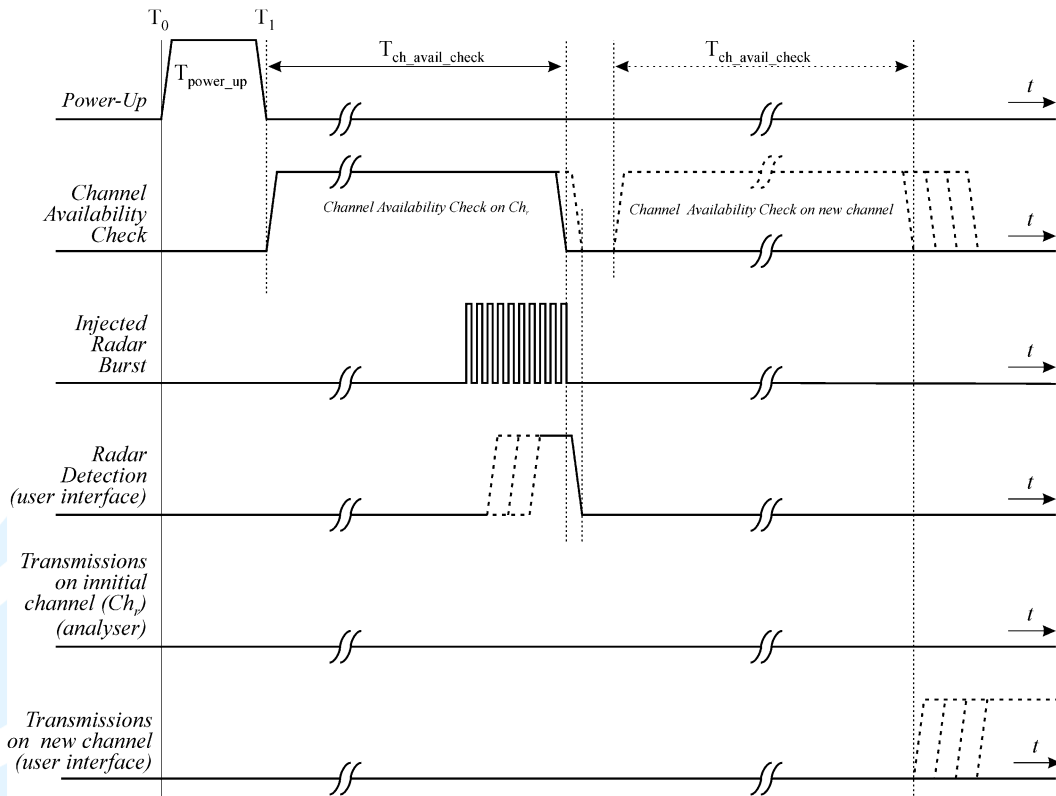 T0 T1
Tch_avail_check Tch_avail_check
Tpower_up
Power-Up
t
Channel
Availability
Check
Channel Availability Check on Chr
Channel Availability Check on new channel
t
Injected
Radar
Burst
t
Radar
Detection
(user interface)
t
Transmissions
on innitial
channel (Chr)
(analyser)
t
Transmissions
on new channel
(user interface)
t